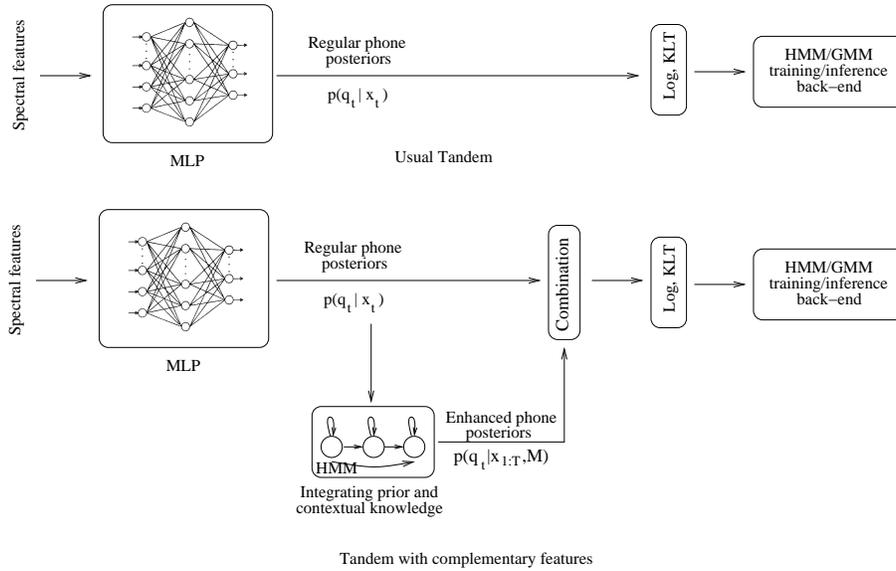 Spectral features
MLP
Regular phone
posteriors
p(q_t | x_t)
Usual Tandem
Log, KLT
HMM/GMM
training/inference
back−end
Spectral features
MLP
Regular phone
posteriors
p(q_t | x_t)
Combination
Log, KLT
HMM/GMM
training/inference
back−end
HMM
Integrating prior and
contextual knowledge
Enhanced phone
posteriors
p(q_t|x_1:T,M)
Tandem with complementary features